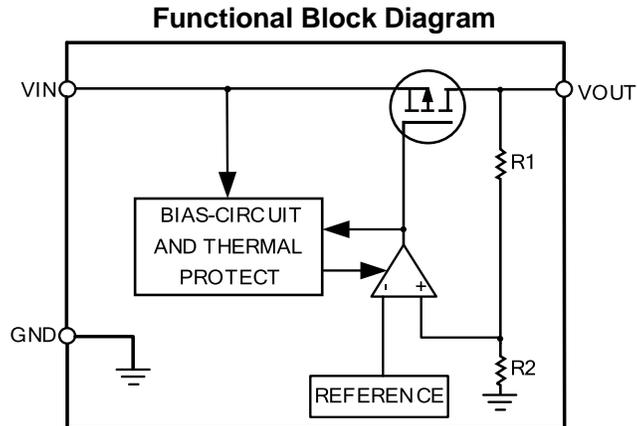 Functional Block Diagram
VIN
VOUT
R1
BIAS-CIRCUIT
AND THERMAL
PROTECT
- +
GND
R2
REFERENCE